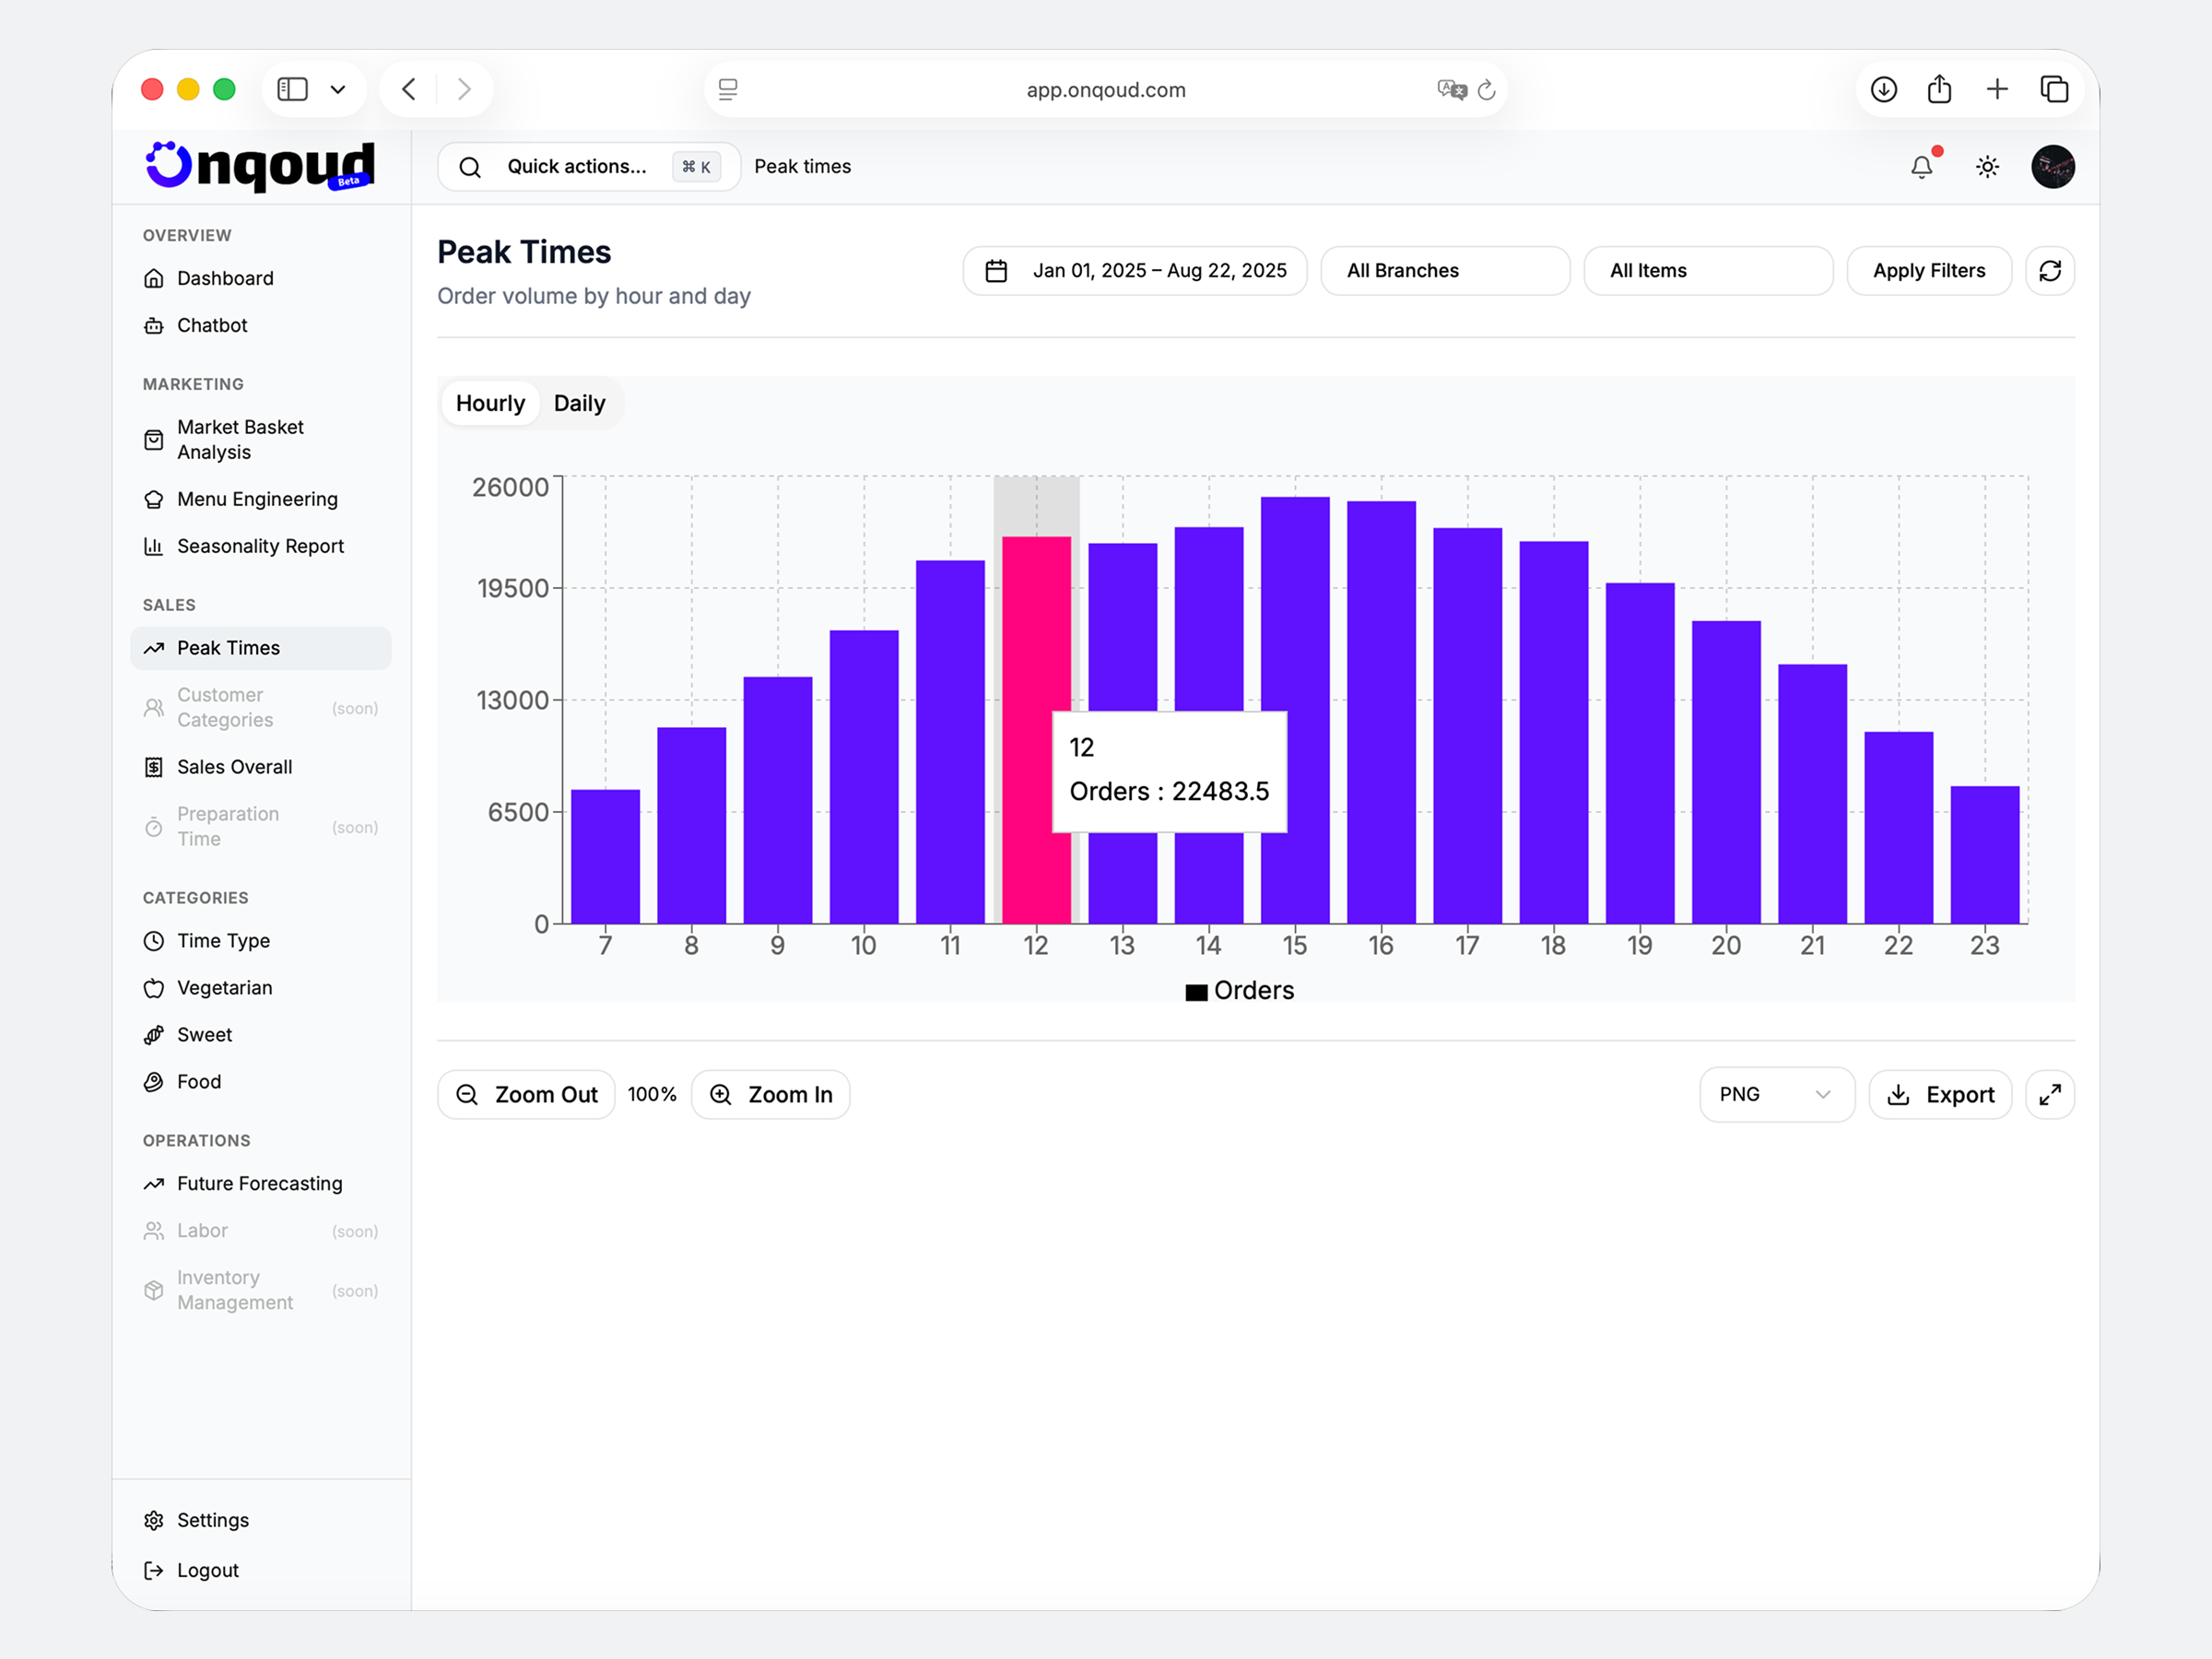 app.onqoud.com
Onqoud
Beta
Quick actions...
⌘ K
Peak times
OVERVIEW
Dashboard
Chatbot
MARKETING
Market Basket
Analysis
Menu Engineering
Seasonality Report
SALES
Peak Times
Customer
Categories
(soon)
Sales Overall
Preparation
Time
(soon)
CATEGORIES
Time Type
Vegetarian
Sweet
Food
OPERATIONS
Future Forecasting
Labor
(soon)
Inventory
Management
(soon)
Settings
Logout
Peak Times
Order volume by hour and day
Jan 01, 2025 – Aug 22, 2025
All Branches
All Items
Apply Filters
Hourly
Daily
26000
19500
13000
6500
0
12
Orders : 22483.5
7 8 9 10 11 12 13 14 15 16 17 18 19 20 21 22 23
Orders
Zoom Out
100%
Zoom In
PNG
Export